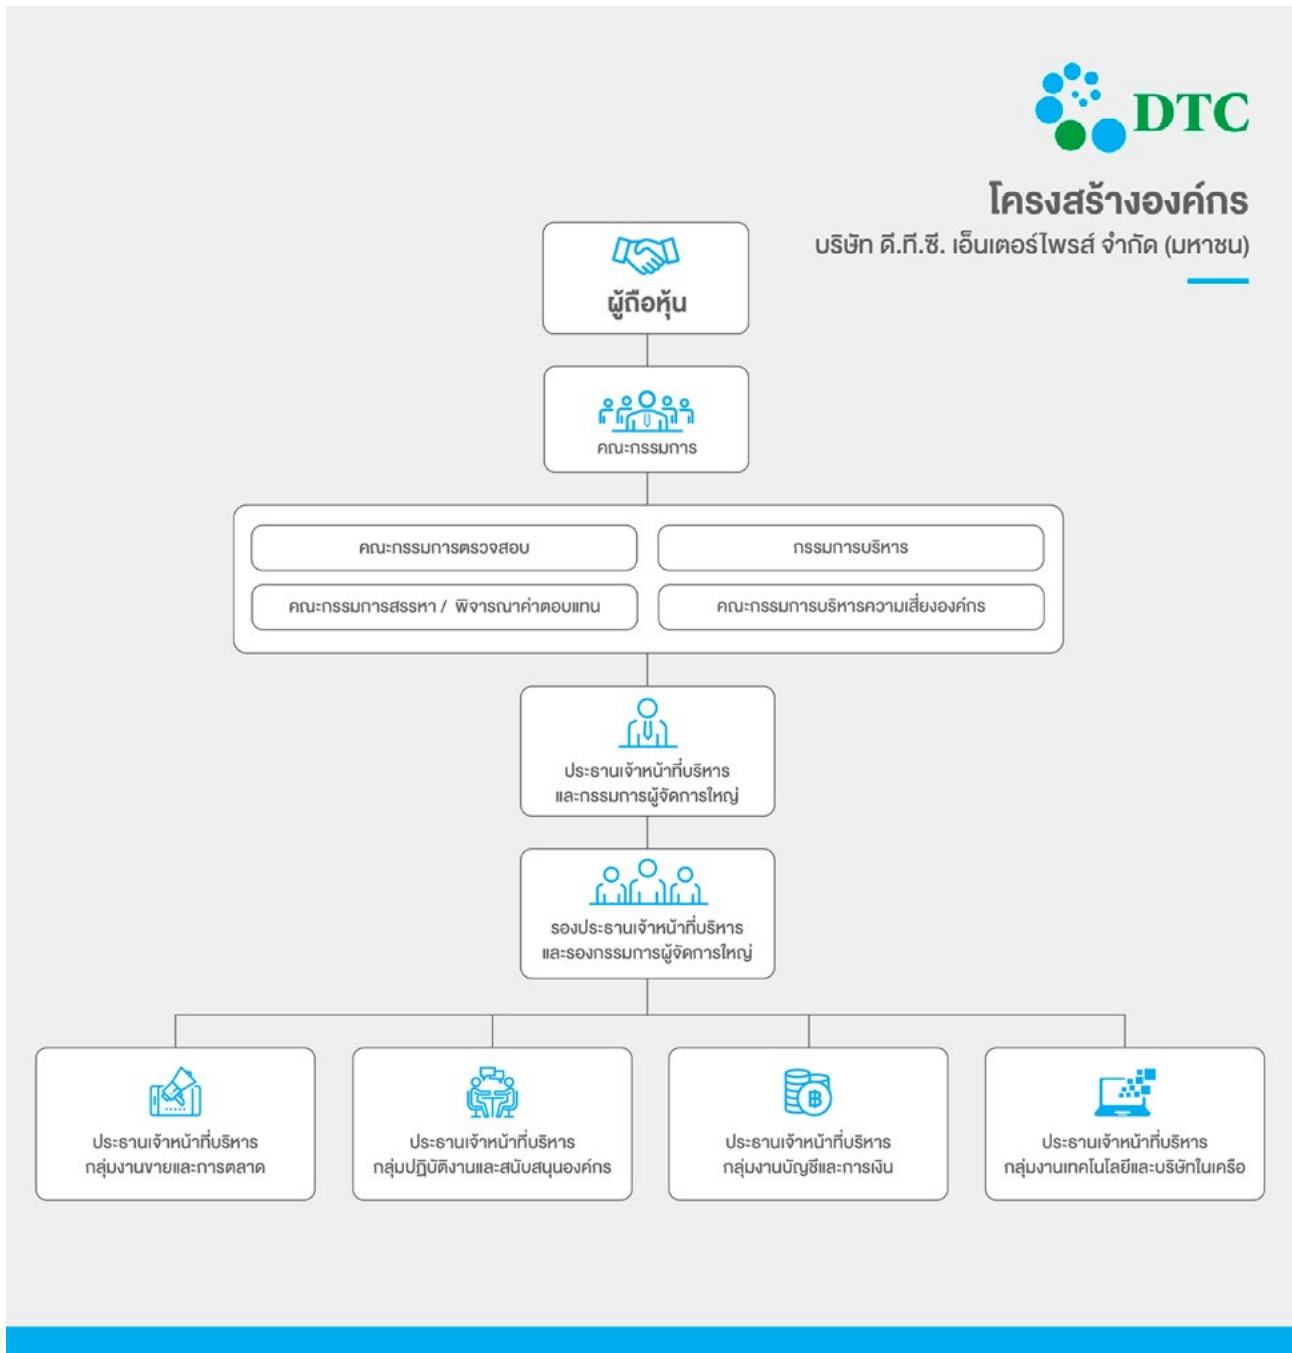 DTC
โครงสร้างองค์กร
บริษัท ดี.ที.ซี. เอ็นเตอร์ไพรส์ จำกัด (มหาชน)
ผู้ถือหุ้น
คณะกรรมการ
คณะกรรมการตรวจสอบ
กรรมการบริหาร
คณะกรรมการสรรหา / พิจารณาค่าตอบแทน
คณะกรรมการบริหารความเสี่ยงองค์กร
ประธานเจ้าหน้าที่บริหาร
และกรรมการผู้จัดการใหญ่
รองประธานเจ้าหน้าที่บริหาร
และรองกรรมการผู้จัดการใหญ่
ประธานเจ้าหน้าที่บริหาร
กลุ่มงานขายและการตลาด
ประธานเจ้าหน้าที่บริหาร
กลุ่มปฏิบัติงานและสนับสนุนองค์กร
ประธานเจ้าหน้าที่บริหาร
กลุ่มงานบัญชีและการเงิน
ประธานเจ้าหน้าที่บริหาร
กลุ่มงานเทคโนโลยีและบริษัทในเครือ